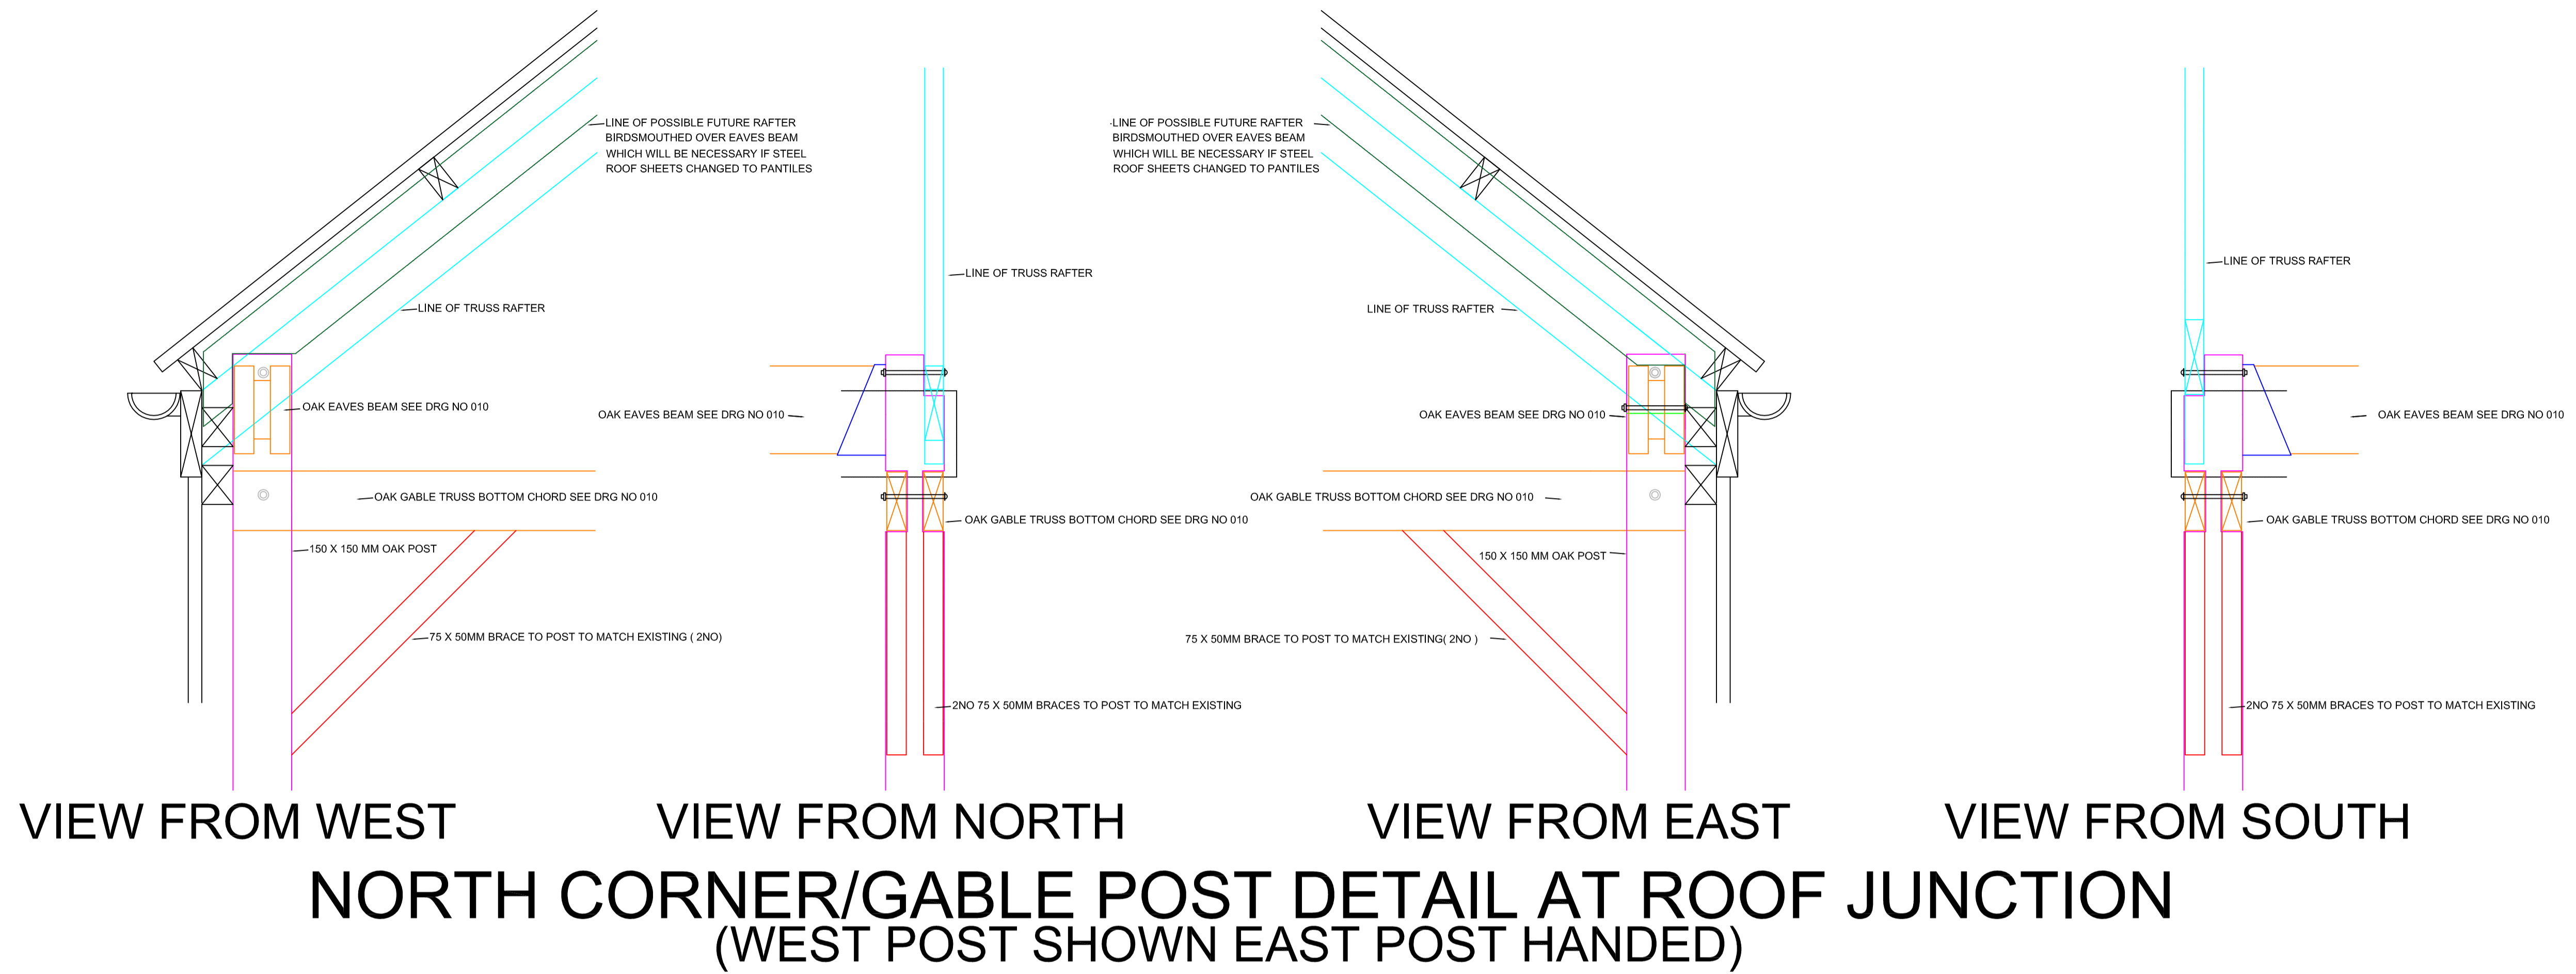 LINE OF POSSIBLE FUTURE RAFTER
BIRDSMOUTHED OVER EAVES BEAM
WHICH WILL BE NECESSARY IF STEEL
ROOF SHEETS CHANGED TO PANTILES
LINE OF TRUSS RAFTER
OAK EAVES BEAM SEE DRG NO 010
OAK GABLE TRUSS BOTTOM CHORD SEE DRG NO 010
150 X 150 MM OAK POST
75 X 50MM BRACE TO POST TO MATCH EXISTING ( 2NO)
VIEW FROM WEST
LINE OF TRUSS RAFTER
OAK EAVES BEAM SEE DRG NO 010
OAK GABLE TRUSS BOTTOM CHORD SEE DRG NO 010
2NO 75 X 50MM BRACES TO POST TO MATCH EXISTING
VIEW FROM NORTH
LINE OF POSSIBLE FUTURE RAFTER
BIRDSMOUTHED OVER EAVES BEAM
WHICH WILL BE NECESSARY IF STEEL
ROOF SHEETS CHANGED TO PANTILES
LINE OF TRUSS RAFTER
OAK EAVES BEAM SEE DRG NO 010
OAK GABLE TRUSS BOTTOM CHORD SEE DRG NO 010
150 X 150 MM OAK POST
75 X 50MM BRACE TO POST TO MATCH EXISTING( 2NO )
VIEW FROM EAST
LINE OF TRUSS RAFTER
OAK EAVES BEAM SEE DRG NO 010
OAK GABLE TRUSS BOTTOM CHORD SEE DRG NO 010
2NO 75 X 50MM BRACES TO POST TO MATCH EXISTING
VIEW FROM SOUTH
NORTH CORNER/GABLE POST DETAIL AT ROOF JUNCTION
(WEST POST SHOWN EAST POST HANDED)